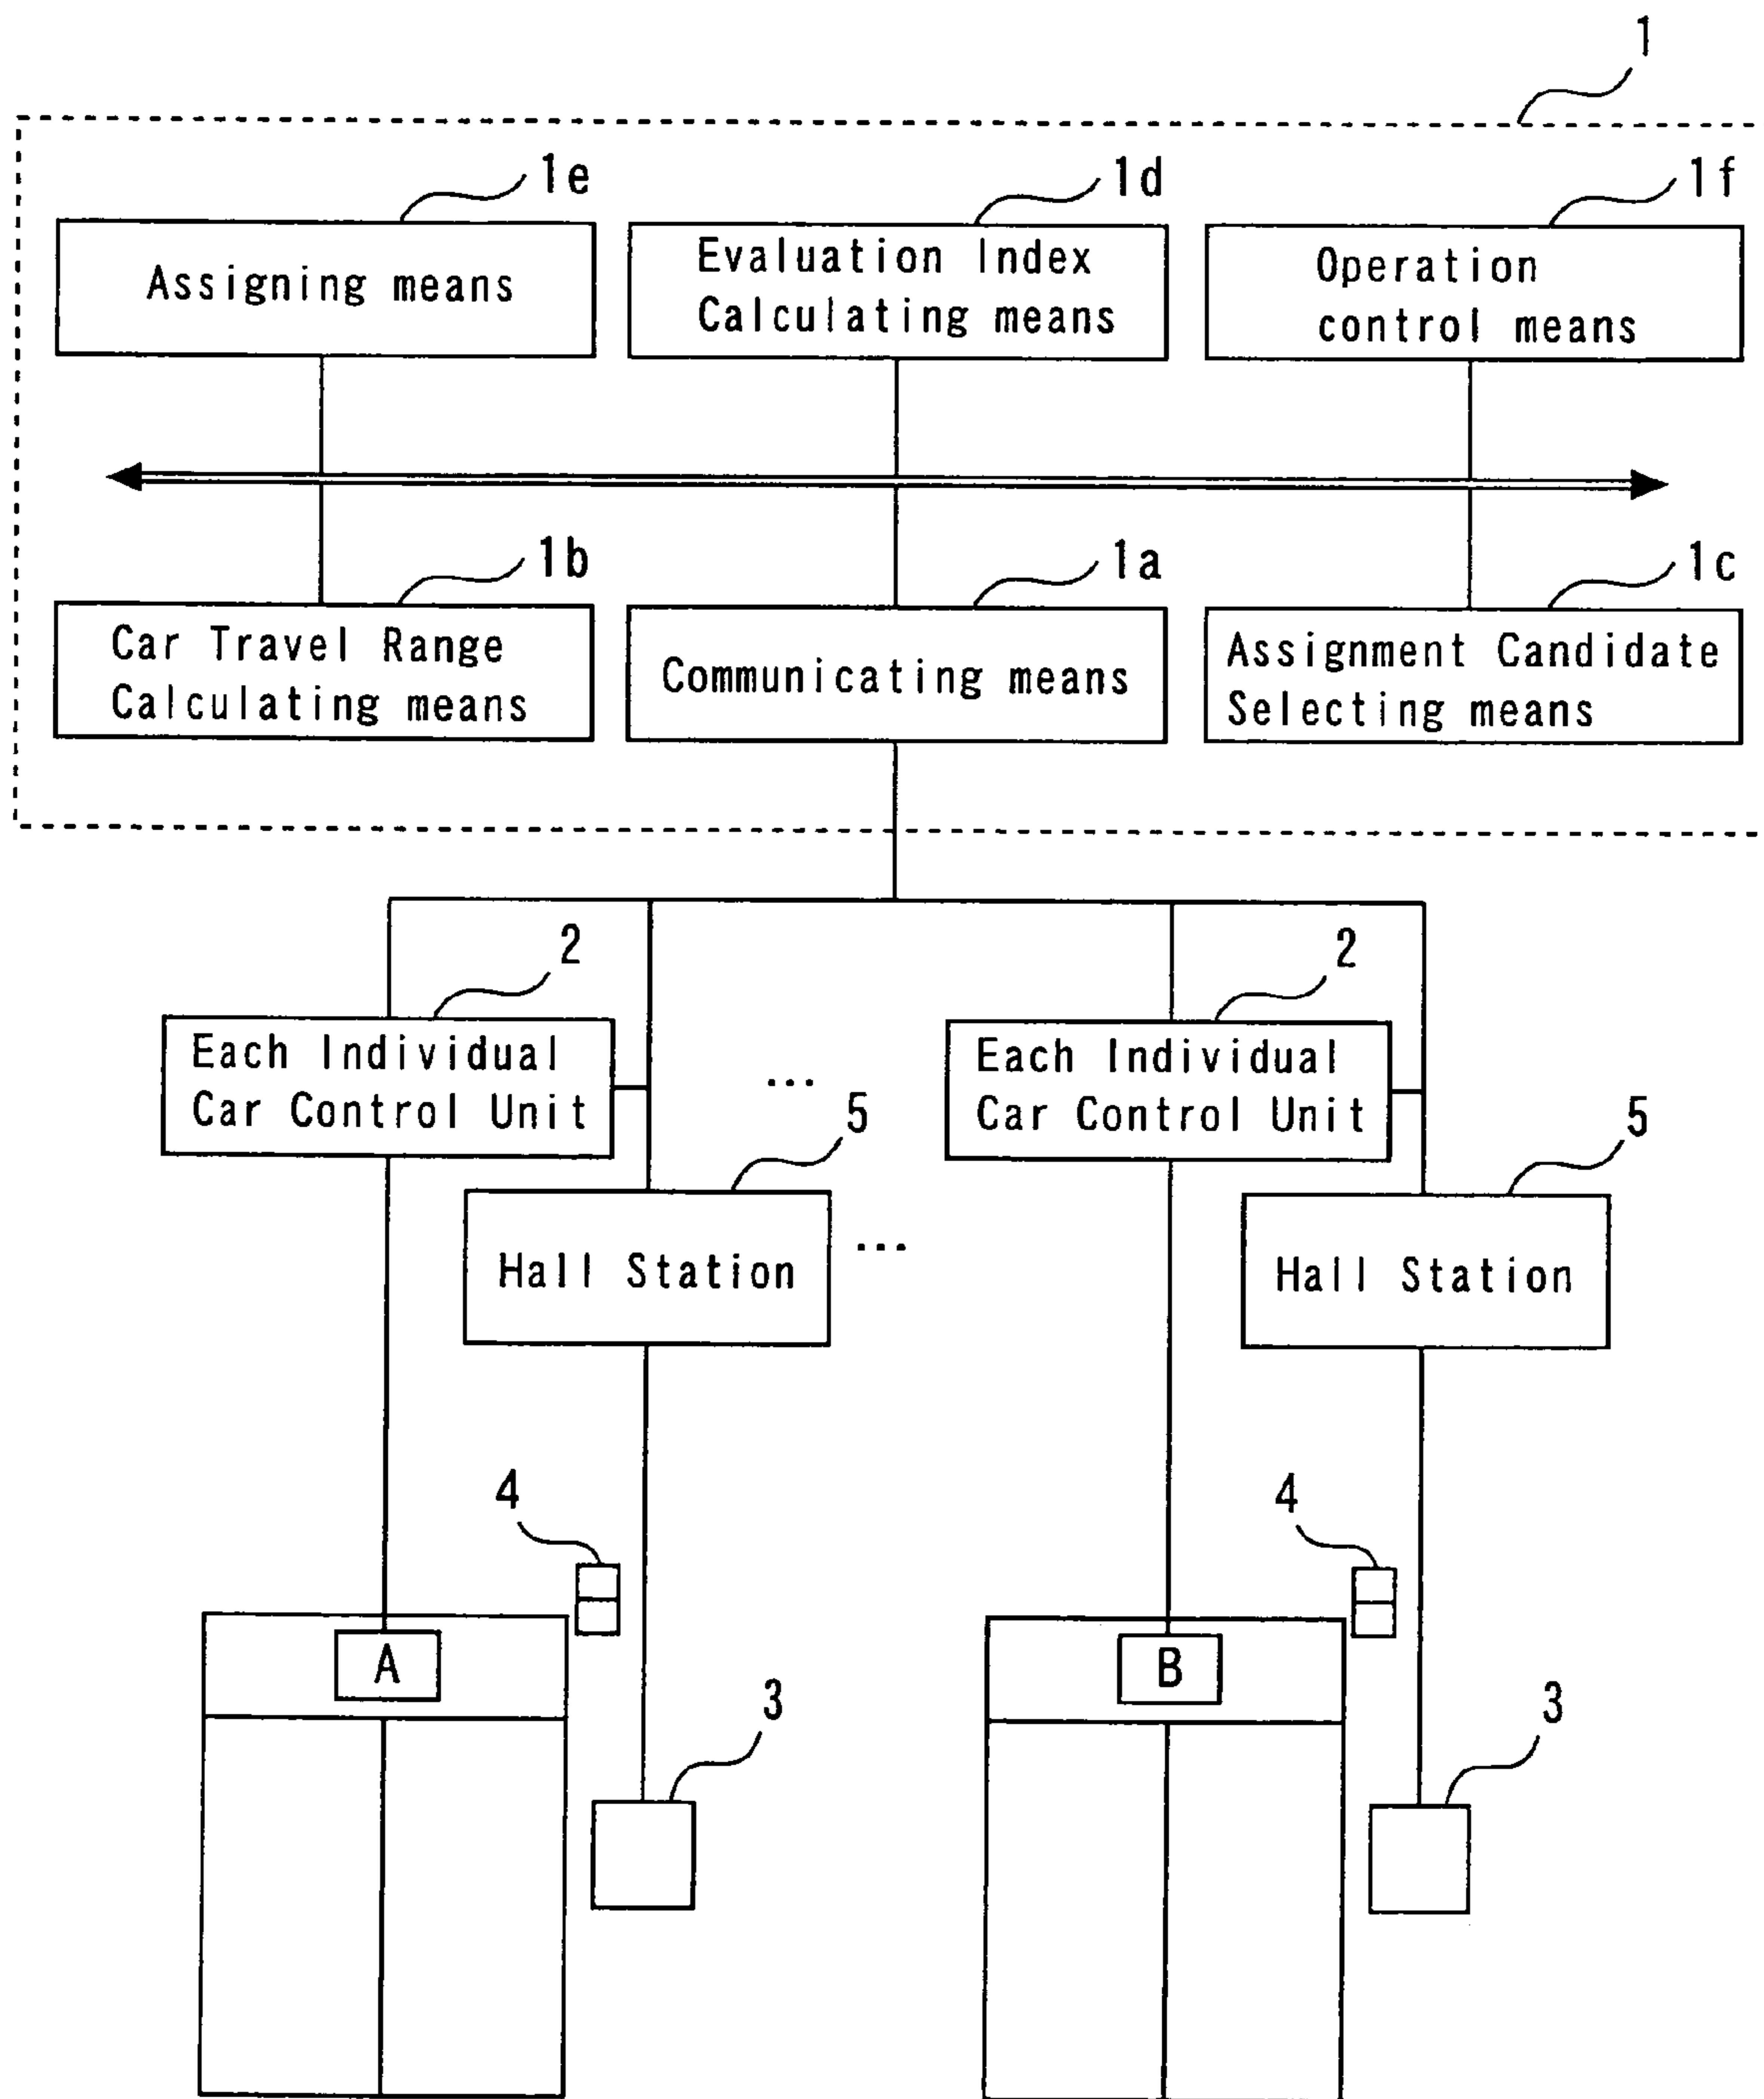 1
1e
1d
1f
Assigning means
Evaluation Index
Calculating means
Operation
control means
1b
1a
1c
Car Travel Range
Calculating means
Communicating means
Assignment Candidate
Selecting means
2
2
Each Individual
Car Control Unit
...
Each Individual
Car Control Unit
5
5
Hall Station
...
Hall Station
4
4
A
B
3
3